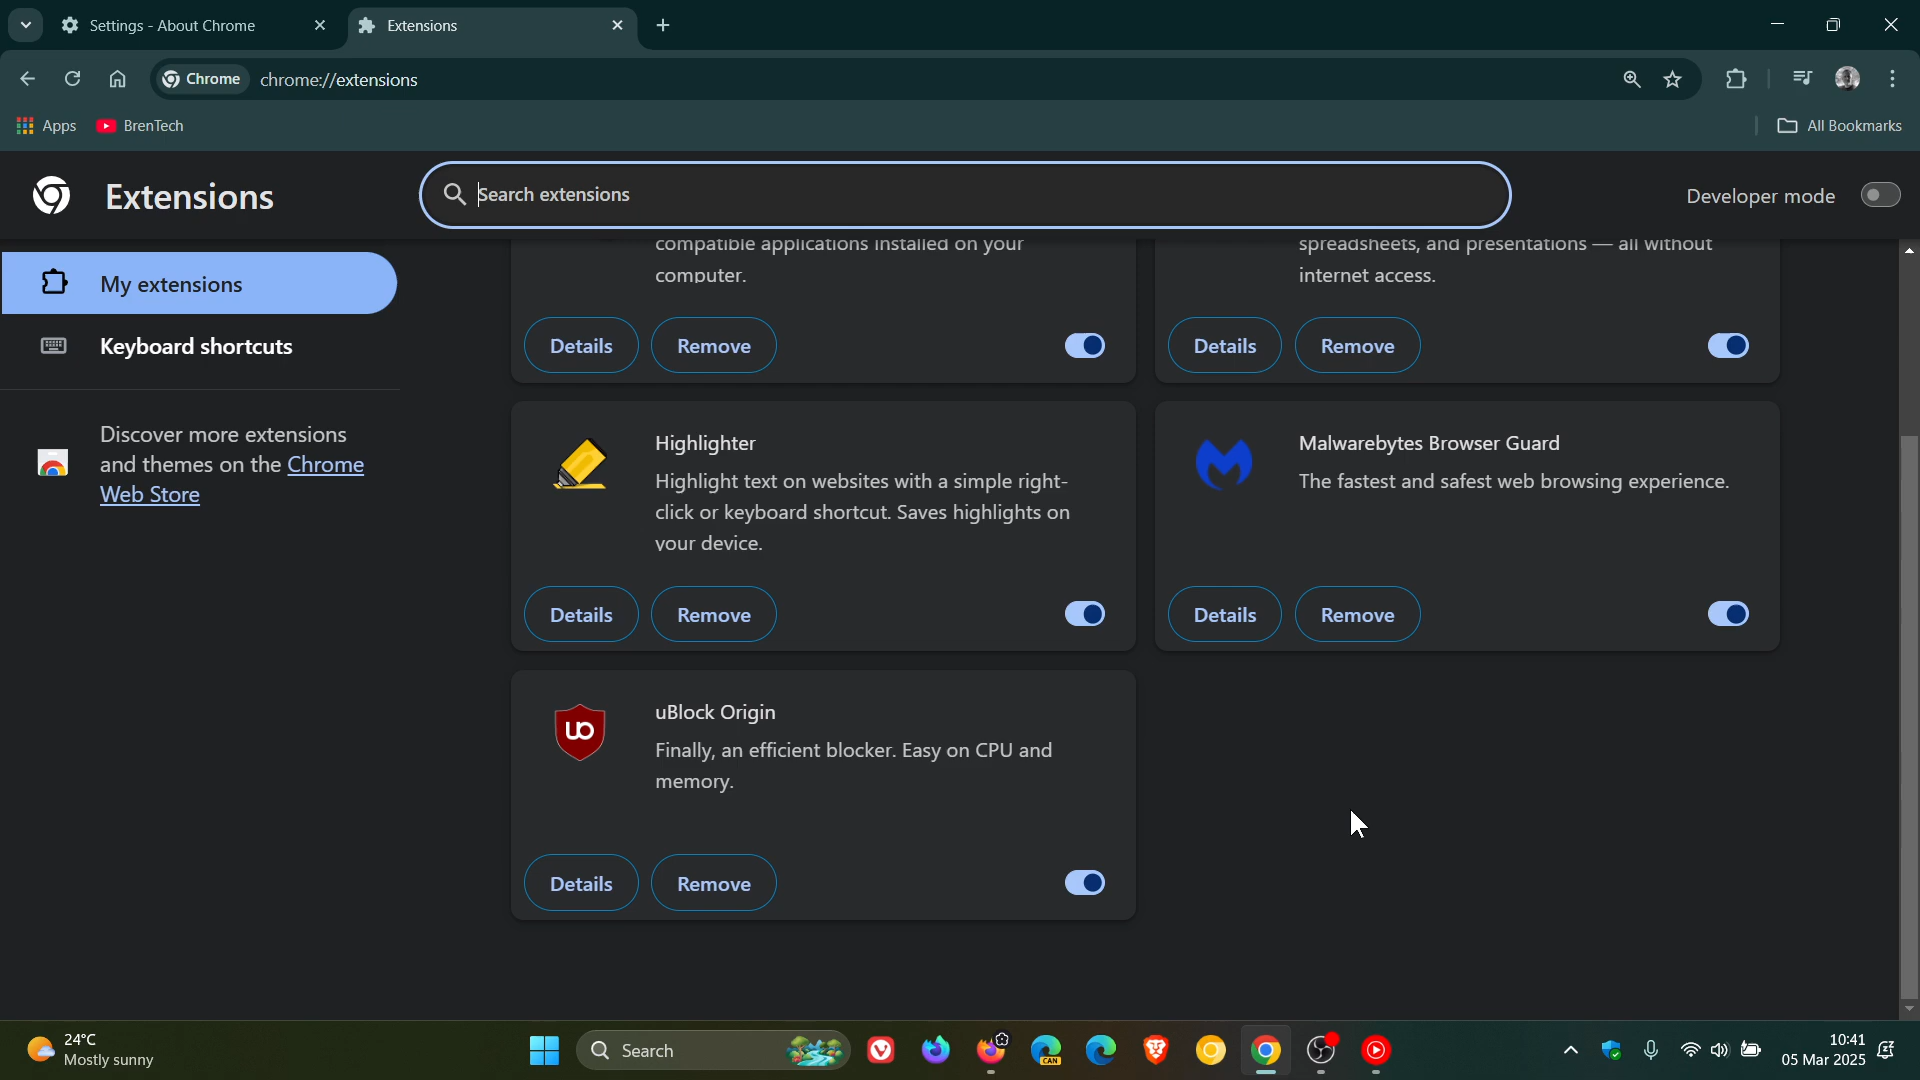 Settings - About Chrome
Extensions
Chrome
chrome://extensions
Apps
BrenTech
All Bookmarks
Extensions
Search extensions
Developer mode
My extensions
Keyboard shortcuts
Discover more extensions
and themes on the Chrome
Web Store
compatible applications installed on your
computer.
Details
Remove
spreadsheets, and presentations — all without
internet access.
Details
Remove
Highlighter
Highlight text on websites with a simple right-
click or keyboard shortcut. Saves highlights on
your device.
Details
Remove
Malwarebytes Browser Guard
The fastest and safest web browsing experience.
Details
Remove
uO
uBlock Origin
Finally, an efficient blocker. Easy on CPU and
memory.
Details
Remove
24°C
Mostly sunny
Search
CAN
10:41
05 Mar 2025